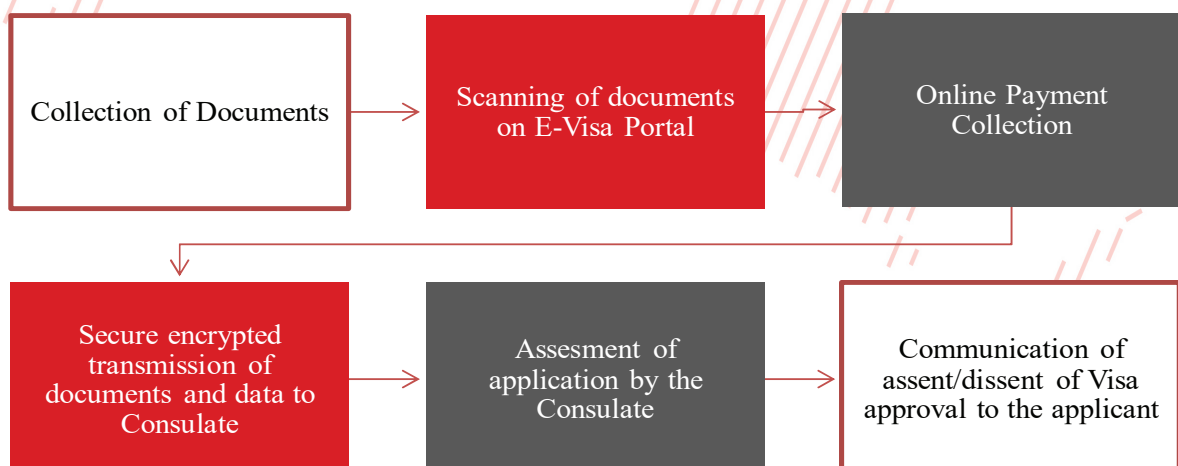 Collection of Documents
Scanning of documents
on E-Visa Portal
Online Payment
Collection
Secure encrypted
transmission of
documents and data to
Consulate
Assesment of
application by the
Consulate
Communication of
assent/dissent of Visa
approval to the applicant